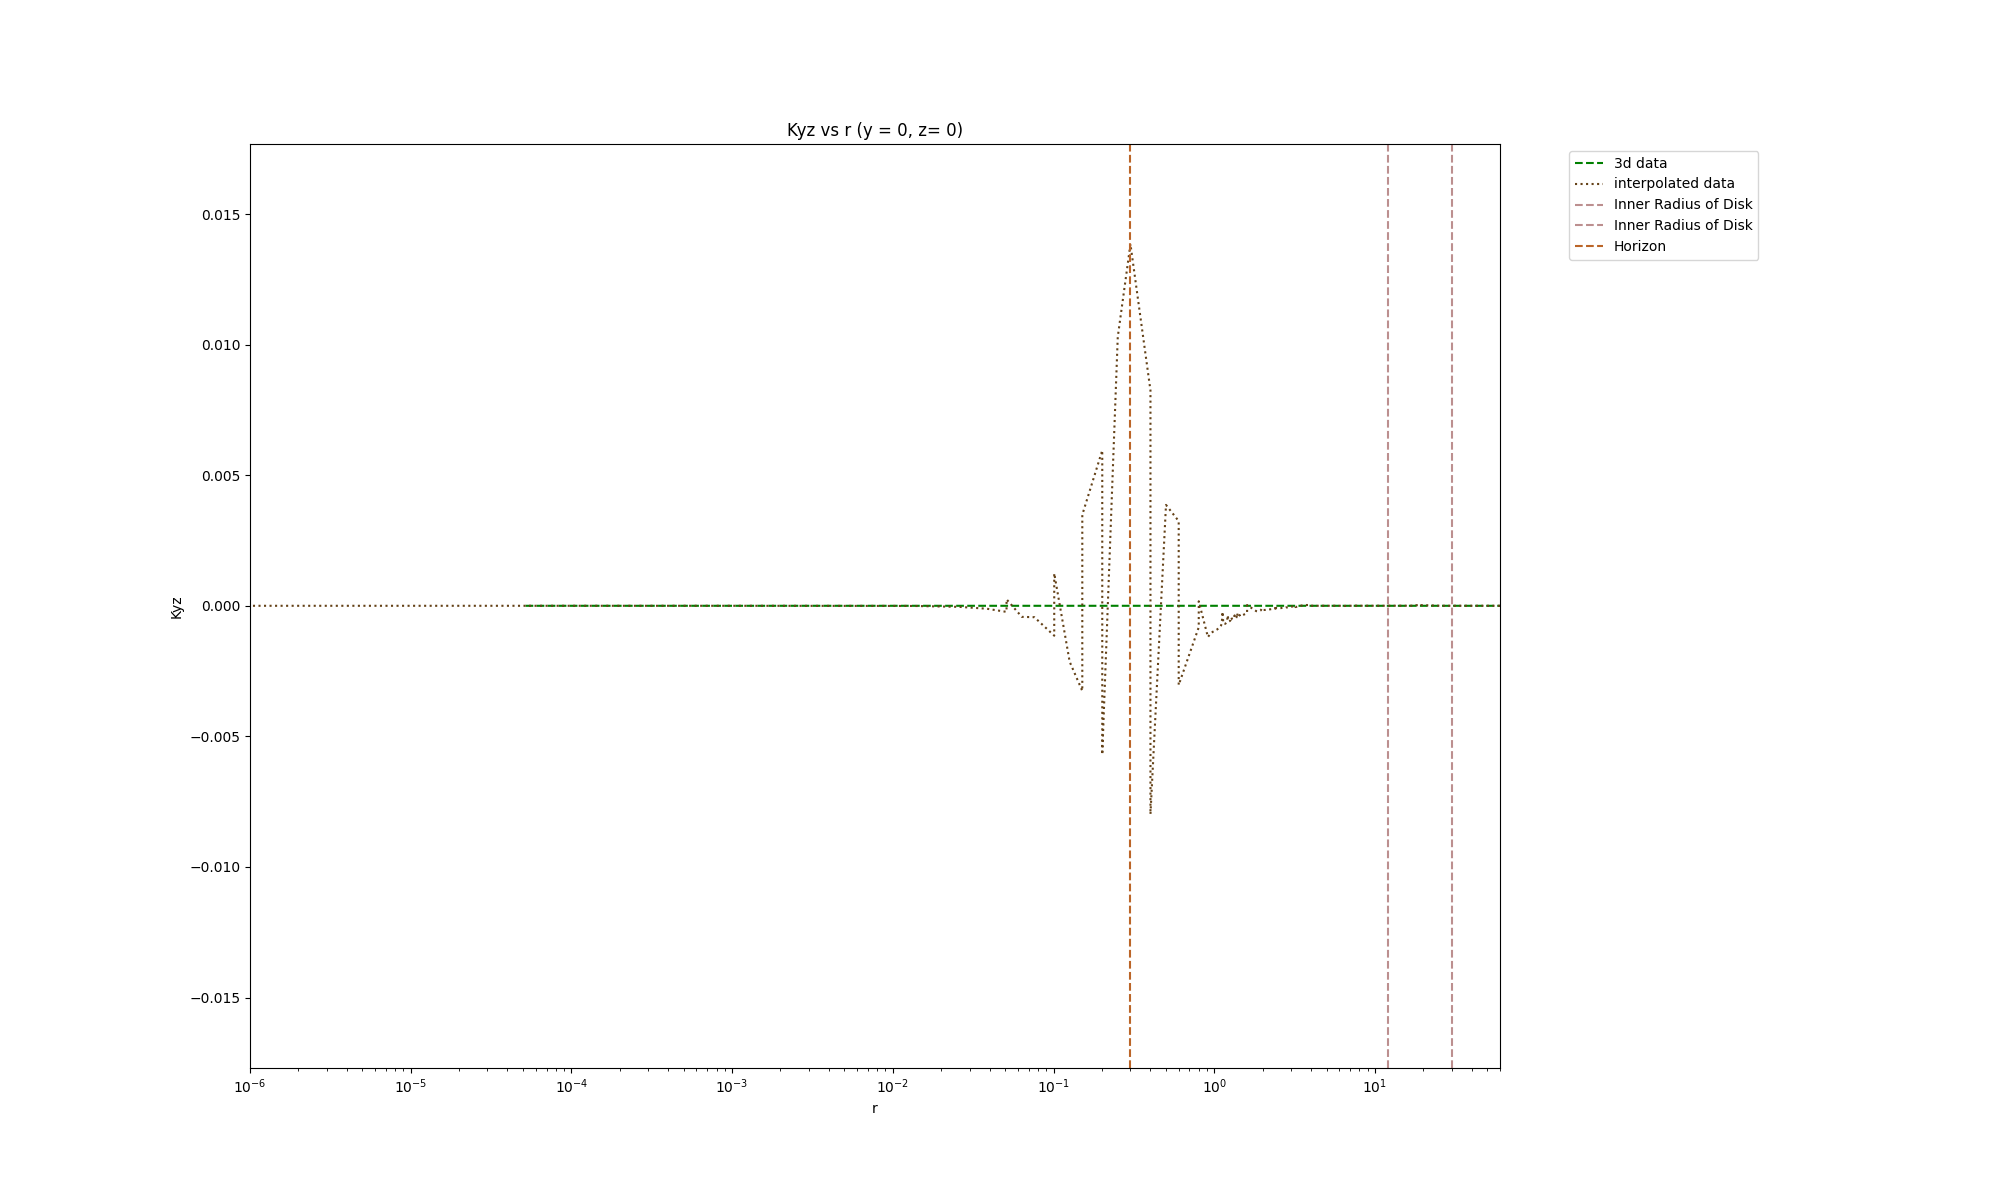 Kyz vs r (y = 0, z= 0)
3d data
interpolated data
Inner Radius of Disk
Inner Radius of Disk
Horizon
0.015
0.010
0.005
0.000
−0.005
−0.010
−0.015
Kyz
10⁻⁶ 10⁻⁵ 10⁻⁴ 10⁻³ 10⁻² 10⁻¹ 10⁰ 10¹
r